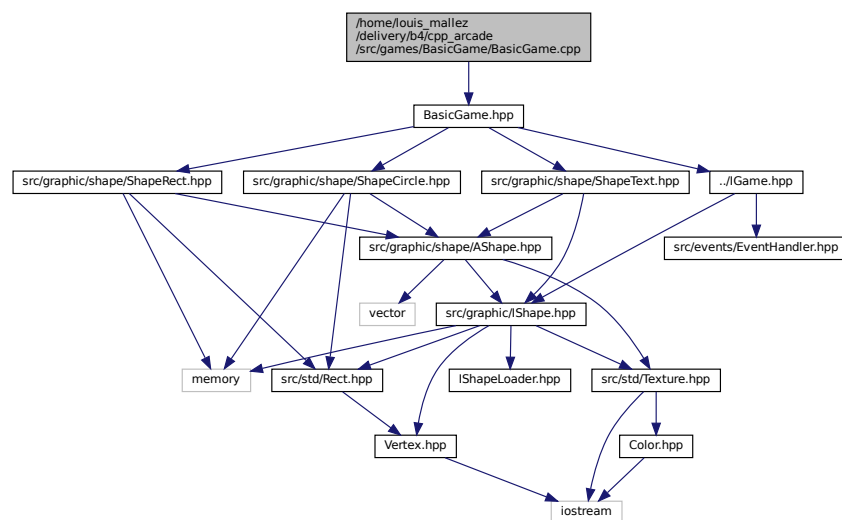 /home/louis_mallez
/delivery/b4/cpp_arcade
/src/games/BasicGame/BasicGame.cpp
BasicGame.hpp
src/graphic/shape/ShapeRect.hpp
src/graphic/shape/ShapeCircle.hpp
src/graphic/shape/ShapeText.hpp
../IGame.hpp
src/graphic/shape/AShape.hpp
src/events/EventHandler.hpp
vector
src/graphic/IShape.hpp
memory
src/std/Rect.hpp
IShapeLoader.hpp
src/std/Texture.hpp
Vertex.hpp
Color.hpp
iostream